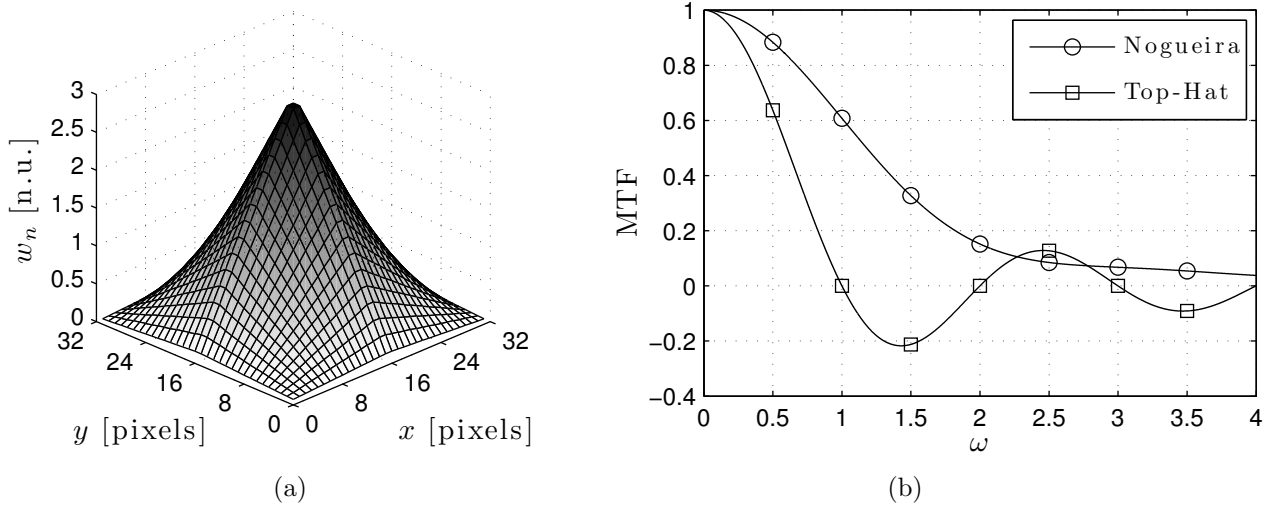 3
2.5
2
1.5
1
0.5
0
w_n [n.u.]
32
24
16
8
0
y [pixels]
0
8
16
24
32
x [pixels]
(a)
1
0.8
0.6
0.4
0.2
0
−0.2
−0.4
MTF
Nogueira
Top-Hat
0 0.5 1 1.5 2 2.5 3 3.5 4
ω
(b)